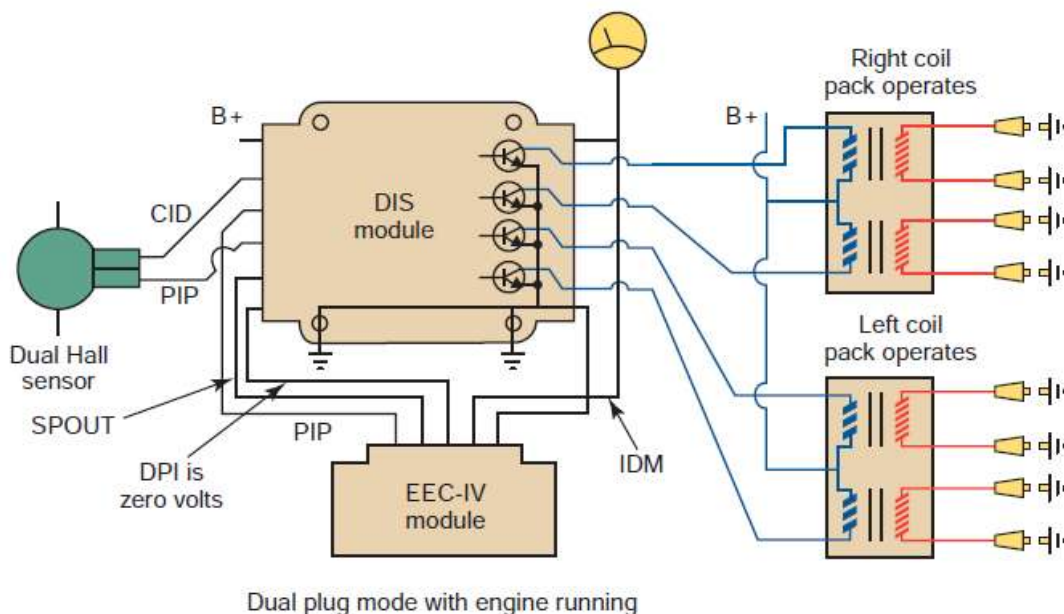 Right coil
pack operates
B+
B+
CID
DIS
module
PIP
Dual Hall
sensor
Left coil
pack operates
SPOUT
PIP
DPI is
zero volts
IDM
EEC-IV
module
Dual plug mode with engine running